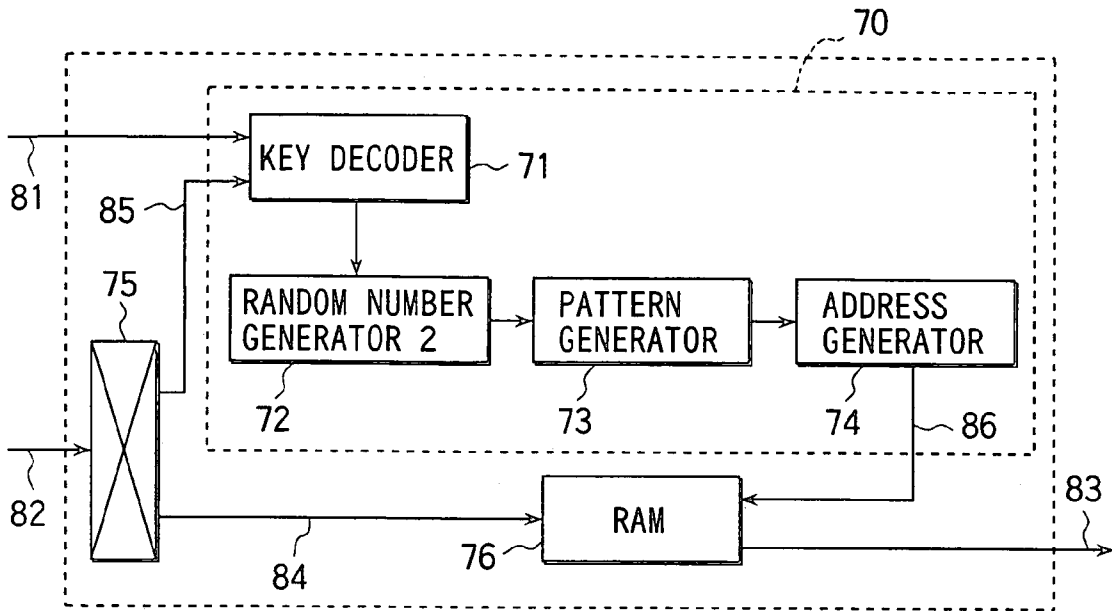 70
KEY DECODER
71
81
85
75
RANDOM NUMBER
GENERATOR 2
PATTERN
GENERATOR
ADDRESS
GENERATOR
72
73
74
86
82
RAM
83
76
84